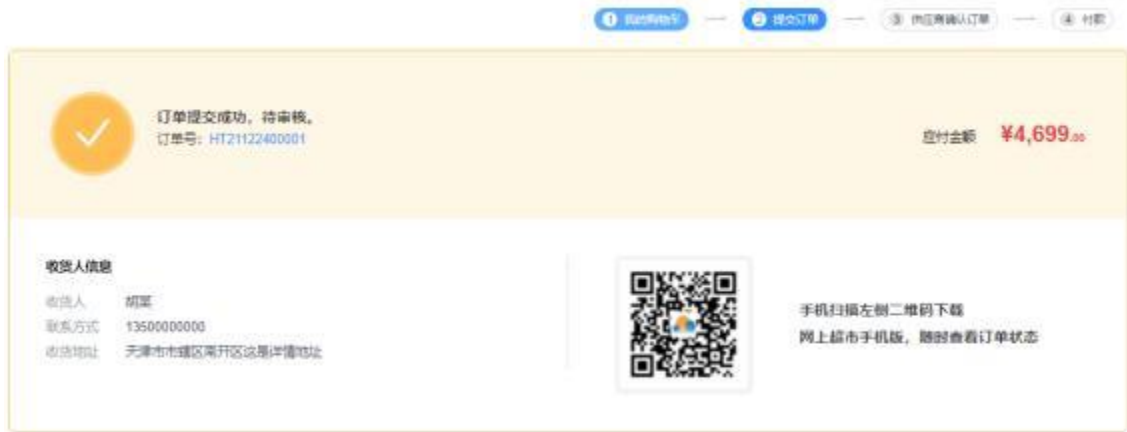 1 我的购物车
2 提交订单
3 供应商确认订单
4 付款
订单提交成功，待审核。
订单号：HT21122400001
应付金额 ¥4,699.00
收货人信息
收货人 胡某
联系方式 13500000000
收货地址 天津市市辖区南开区这是详情地址
手机扫描左侧二维码下载
网上超市手机版，随时查看订单状态